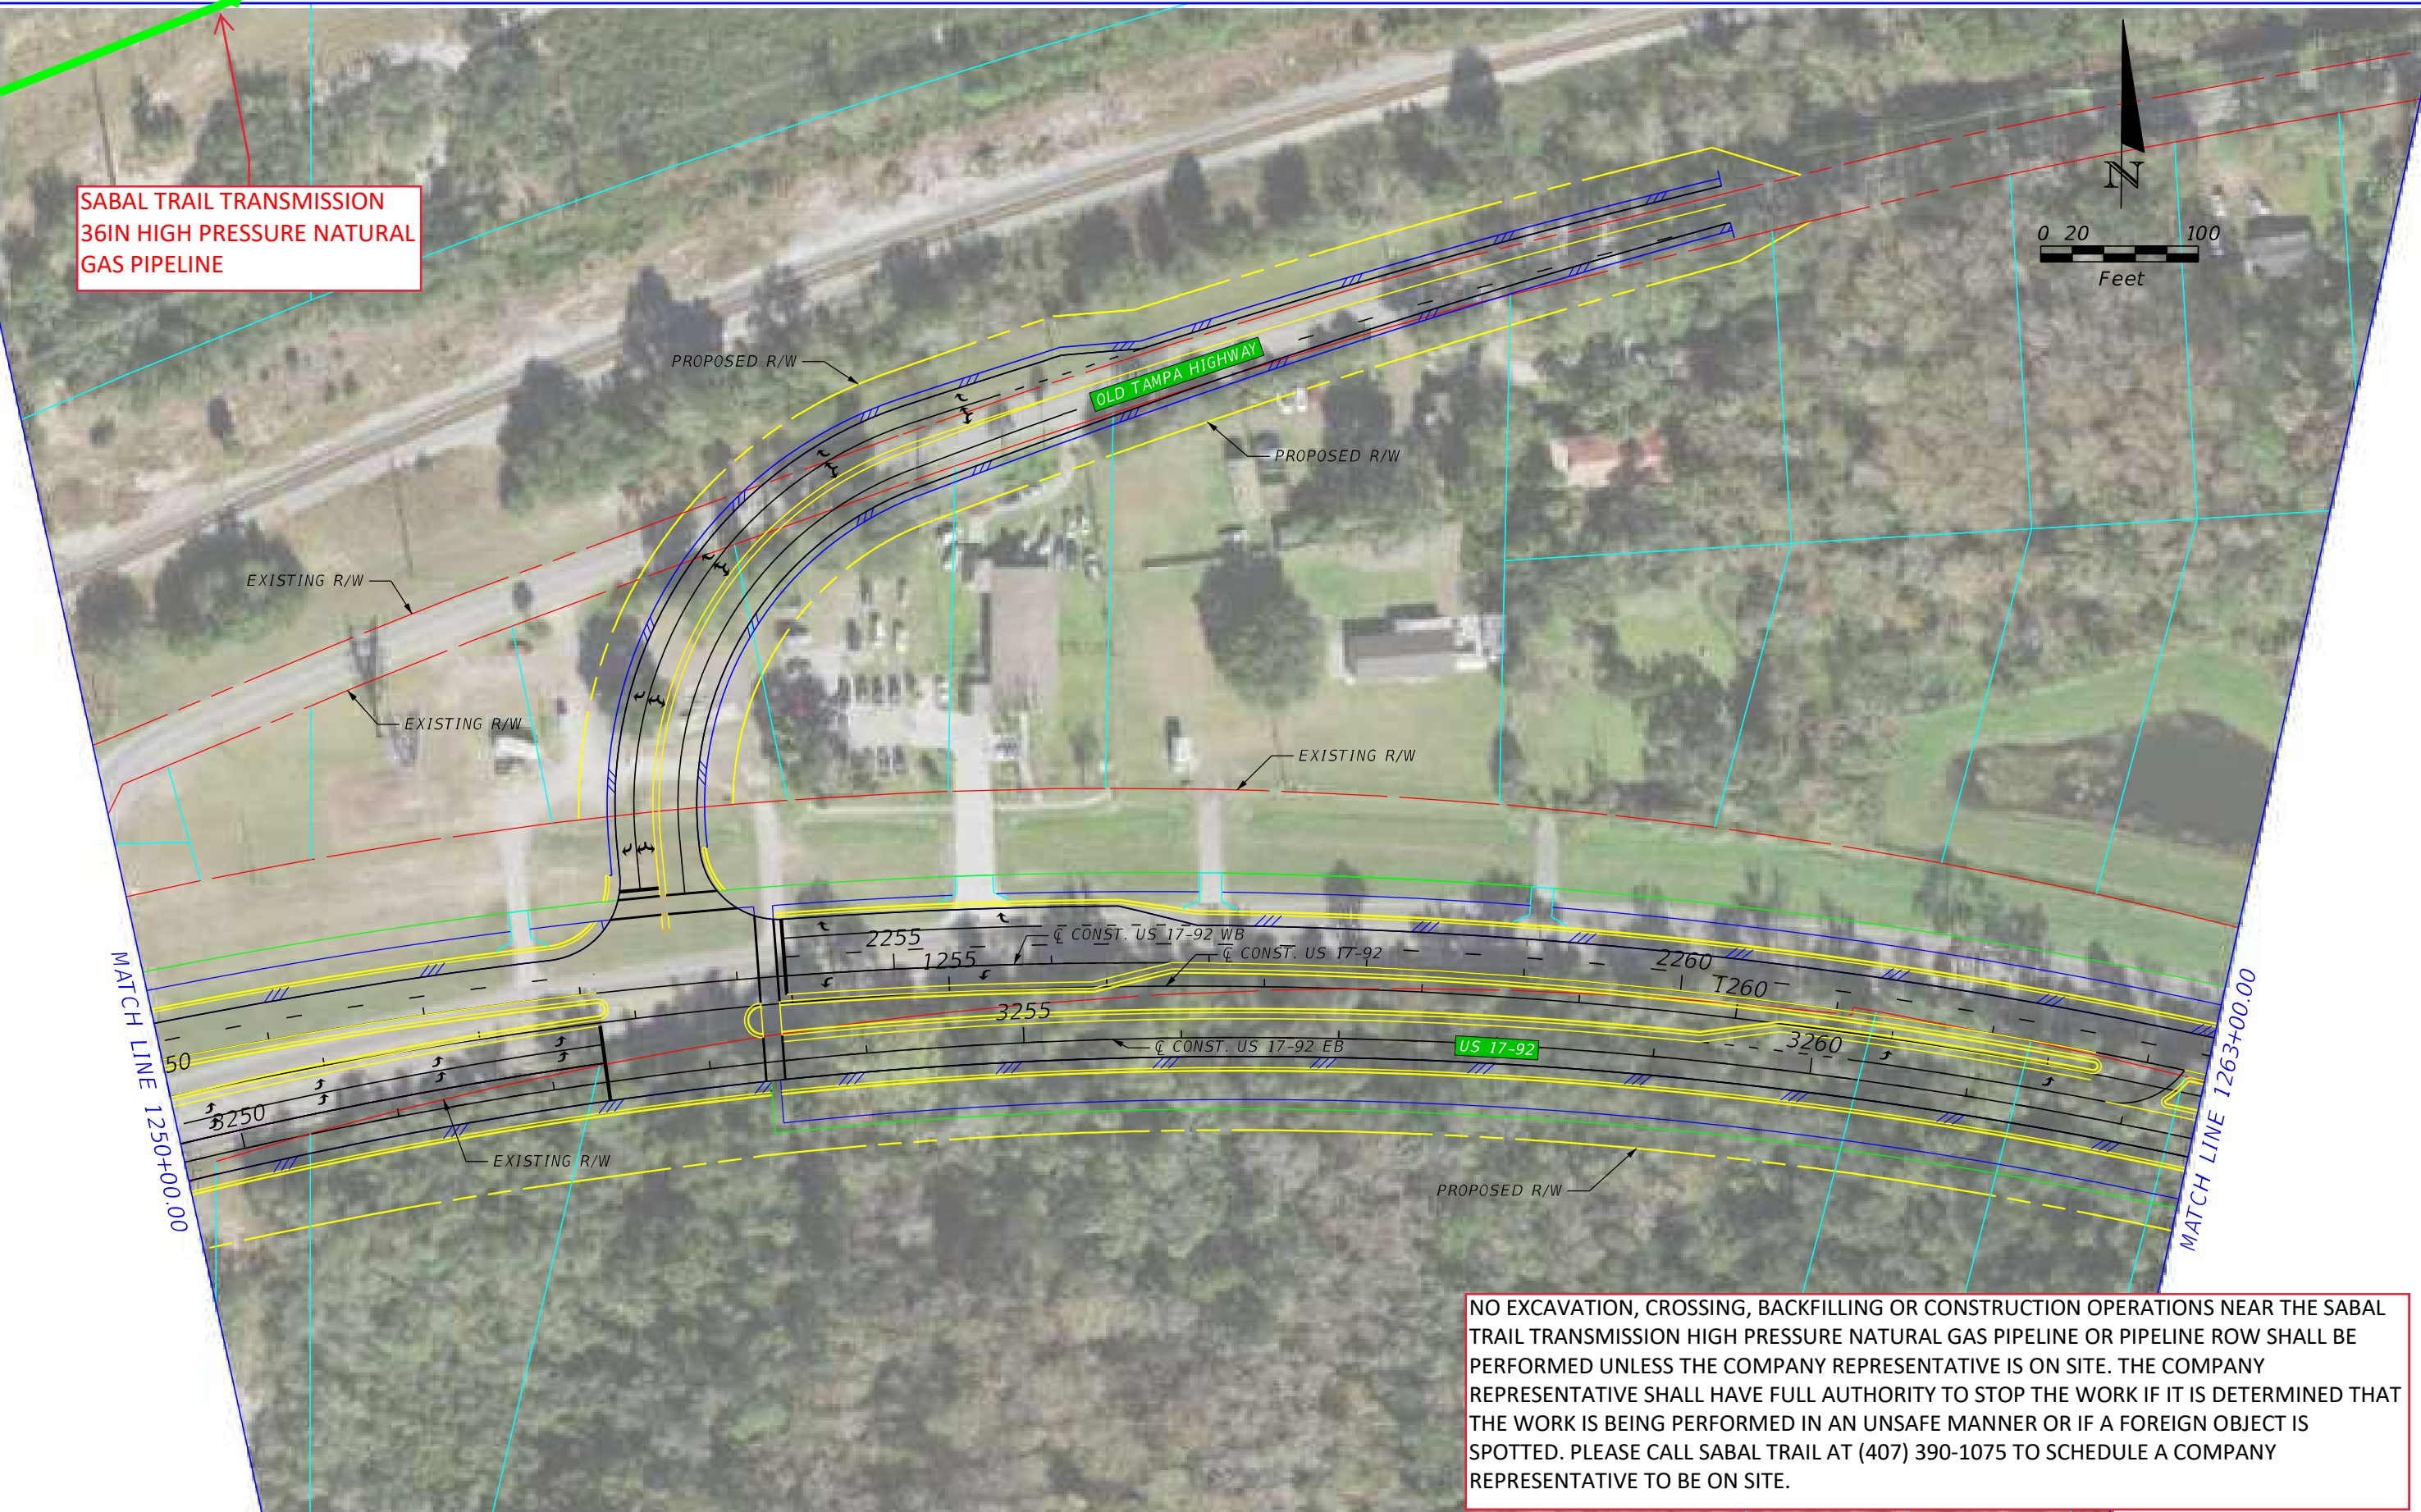 SABAL TRAIL TRANSMISSION
36IN HIGH PRESSURE NATURAL
GAS PIPELINE
N
0 20 100
Feet
PROPOSED R/W
OLD TAMPA HIGHWAY
PROPOSED R/W
EXISTING R/W
EXISTING R/W
EXISTING R/W
MATCH LINE 1250+00.00
50
3250
2255
1255
℄ CONST. US 17-92 WB
℄ CONST. US 17-92
2260
1260
3255
℄ CONST. US 17-92 EB
US 17-92
3260
EXISTING R/W
PROPOSED R/W
MATCH LINE 1263+00.00
NO EXCAVATION, CROSSING, BACKFILLING OR CONSTRUCTION OPERATIONS NEAR THE SABAL
TRAIL TRANSMISSION HIGH PRESSURE NATURAL GAS PIPELINE OR PIPELINE ROW SHALL BE
PERFORMED UNLESS THE COMPANY REPRESENTATIVE IS ON SITE. THE COMPANY
REPRESENTATIVE SHALL HAVE FULL AUTHORITY TO STOP THE WORK IF IT IS DETERMINED THAT
THE WORK IS BEING PERFORMED IN AN UNSAFE MANNER OR IF A FOREIGN OBJECT IS
SPOTTED. PLEASE CALL SABAL TRAIL AT (407) 390-1075 TO SCHEDULE A COMPANY
REPRESENTATIVE TO BE ON SITE.